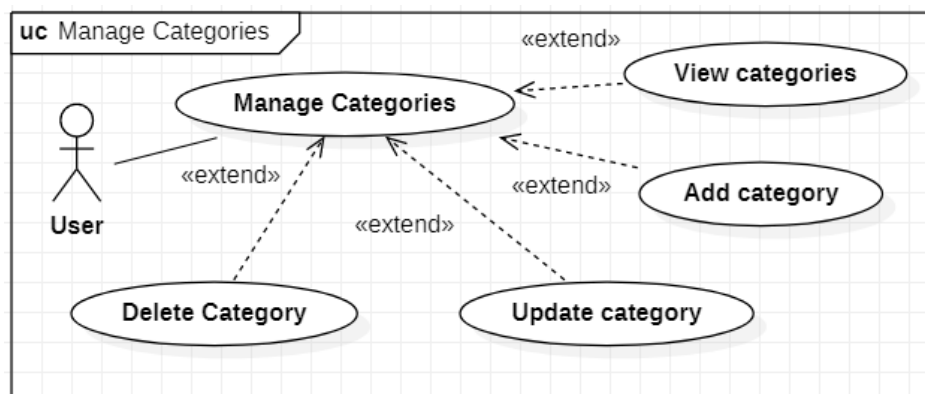 uc Manage Categories
«extend»
View categories
Manage Categories
«extend»
«extend»
Add category
User
«extend»
Delete Category
Update category